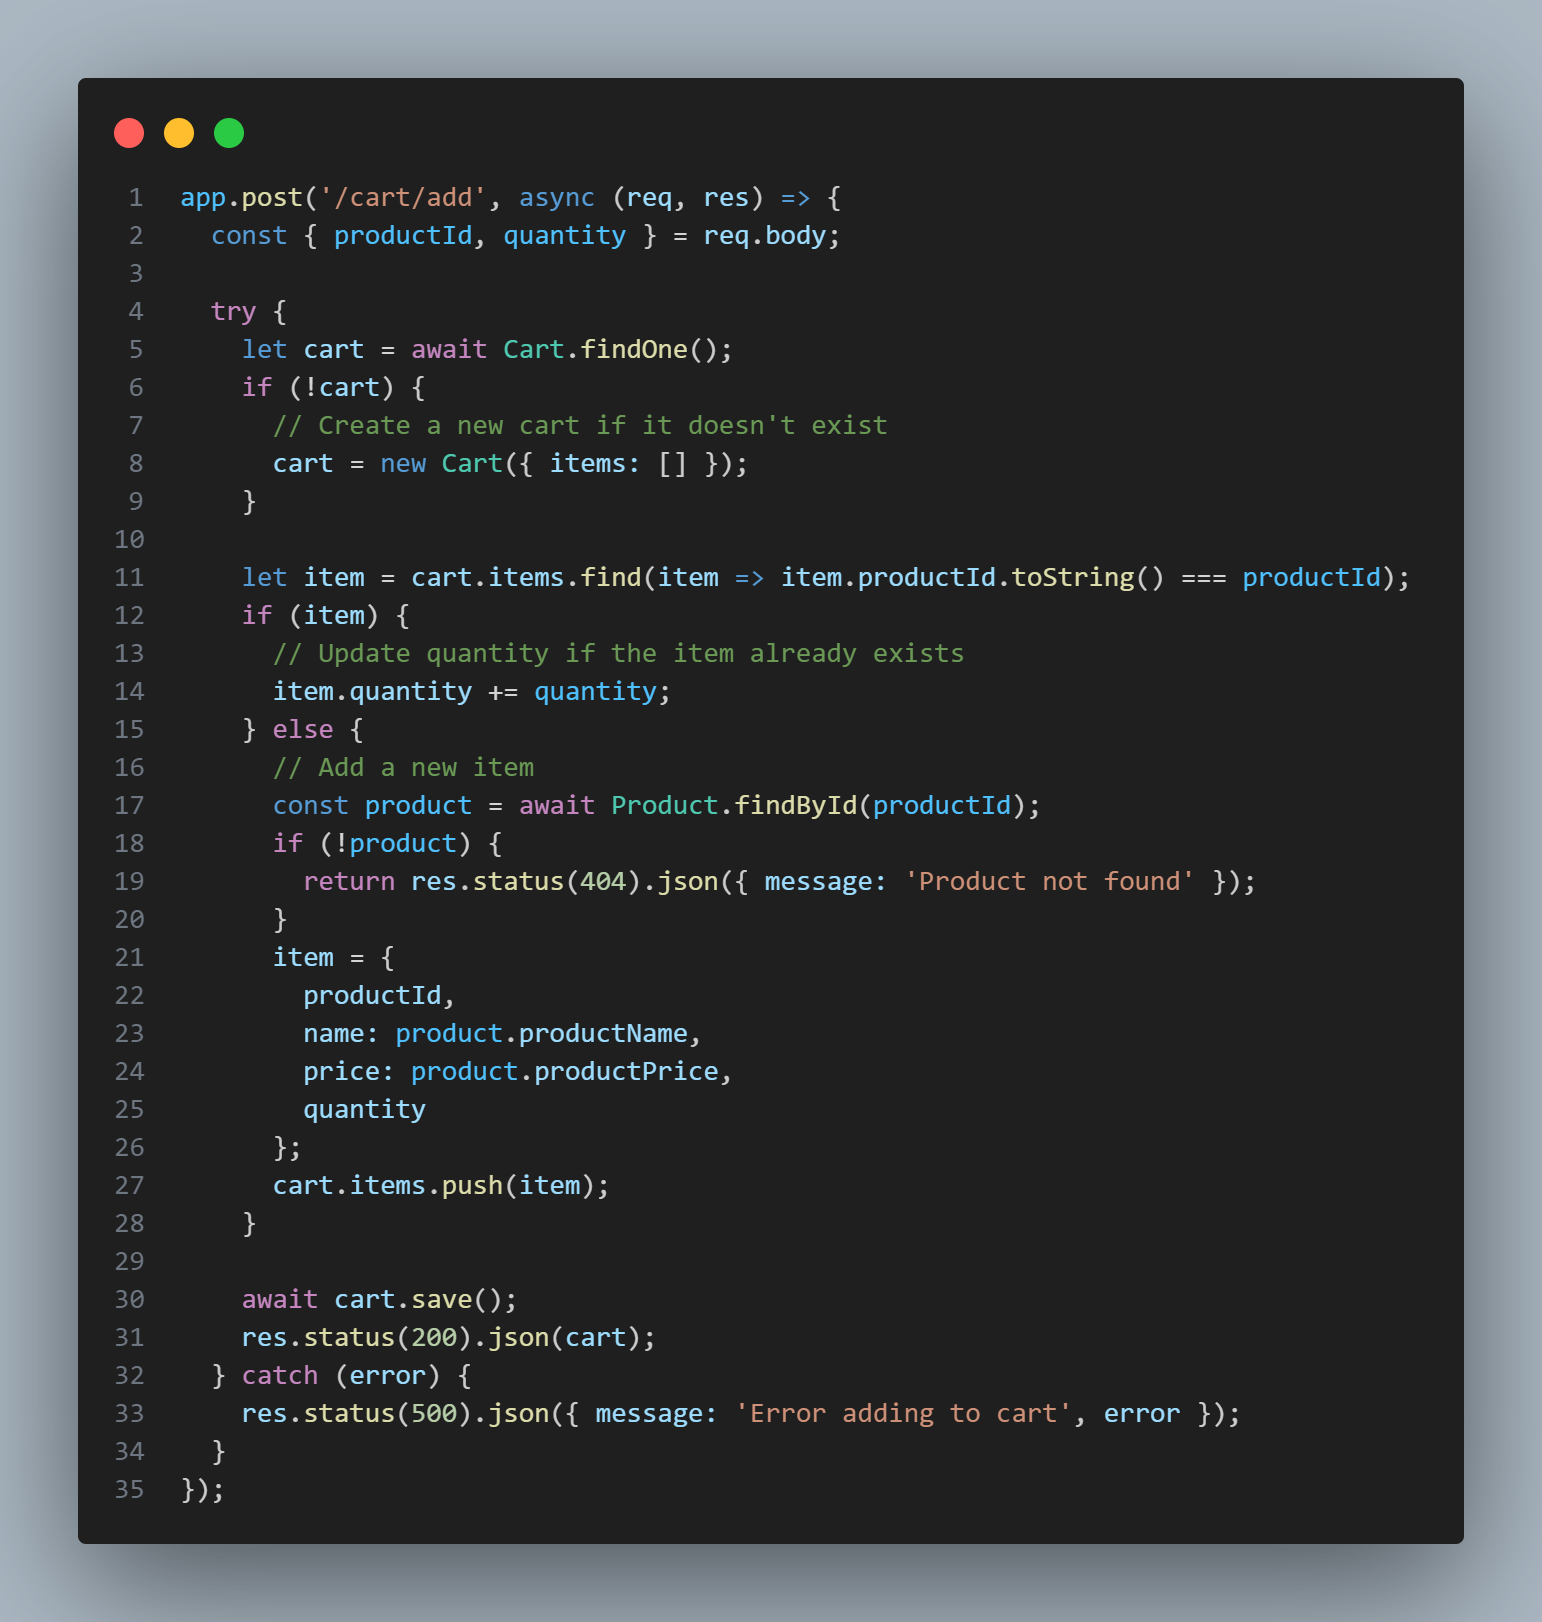 1 app.post('/cart/add', async (req, res) => {
2   const { productId, quantity } = req.body;
3
4   try {
5     let cart = await Cart.findOne();
6     if (!cart) {
7       // Create a new cart if it doesn't exist
8       cart = new Cart({ items: [] });
9     }
10
11     let item = cart.items.find(item => item.productId.toString() === productId);
12     if (item) {
13       // Update quantity if the item already exists
14       item.quantity += quantity;
15     } else {
16       // Add a new item
17       const product = await Product.findById(productId);
18       if (!product) {
19         return res.status(404).json({ message: 'Product not found' });
20       }
21       item = {
22         productId,
23         name: product.productName,
24         price: product.productPrice,
25         quantity
26       };
27       cart.items.push(item);
28     }
29
30     await cart.save();
31     res.status(200).json(cart);
32   } catch (error) {
33     res.status(500).json({ message: 'Error adding to cart', error });
34   }
35 });